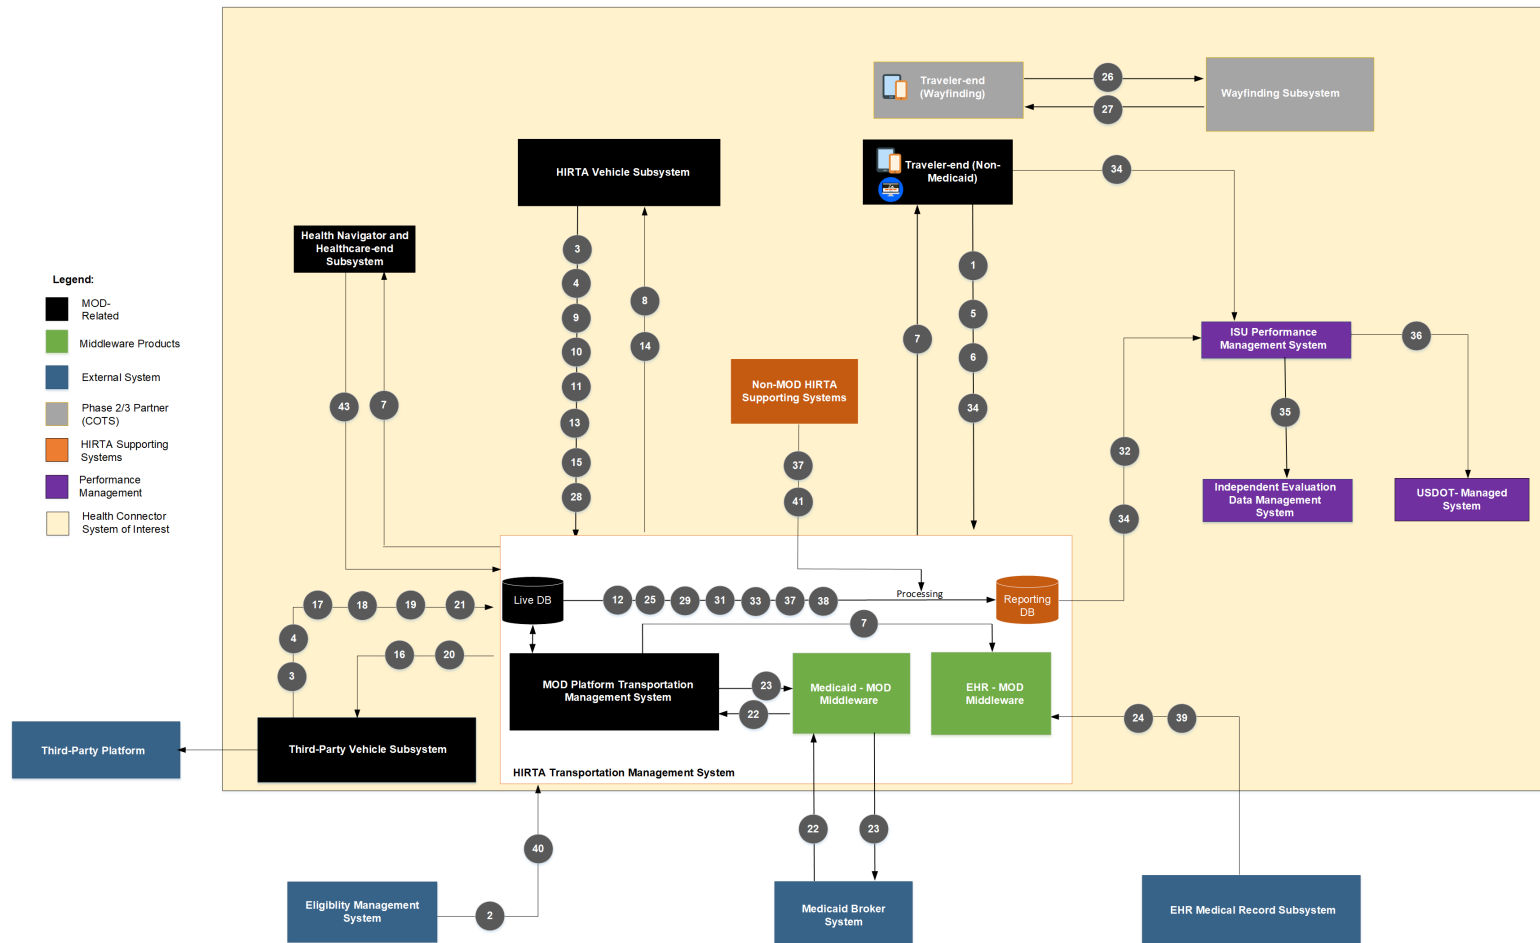 Traveler-end
(Wayfinding)
26
27
Wayfinding Subsystem
HIRTA Vehicle Subsystem
Traveler-end (Non-
Medicaid)
34
Health Navigator and
Healthcare-end
Subsystem
Legend:
MOD-
Related
Middleware Products
External System
Phase 2/3 Partner
(COTS)
HIRTA Supporting
Systems
Performance
Management
Health Connector
System of Interest
43
7
3
4
9
10
11
13
15
28
8
14
7
1
5
6
34
Non-MOD HIRTA
Supporting Systems
37
41
ISU Performance
Management System
36
35
32
34
Independent Evaluation
Data Management
System
USDOT- Managed
System
Live DB
12
25
29
31
33
37
38
Processing
Reporting
DB
7
17
18
19
21
4
3
16
20
MOD Platform Transportation
Management System
23
22
Medicaid - MOD
Middleware
EHR - MOD
Middleware
24
39
Third-Party Platform
Third-Party Vehicle Subsystem
HIRTA Transportation Management System
22
23
40
2
Eligiblity Management
System
Medicaid Broker
System
EHR Medical Record Subsystem